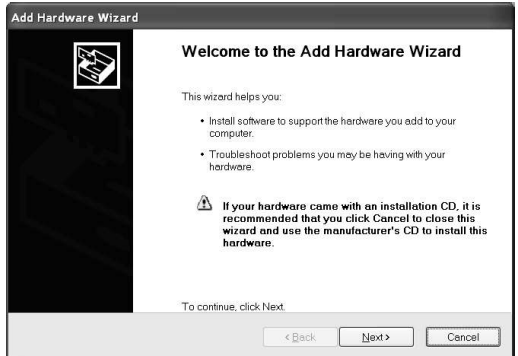 Add Hardware Wizard
Welcome to the Add Hardware Wizard
This wizard helps you:
• Install software to support the hardware you add to your
computer.
• Troubleshoot problems you may be having with your
hardware.
If your hardware came with an installation CD, it is
recommended that you click Cancel to close this
wizard and use the manufacturer's CD to install this
hardware.
To continue, click Next.
< Back Next > Cancel